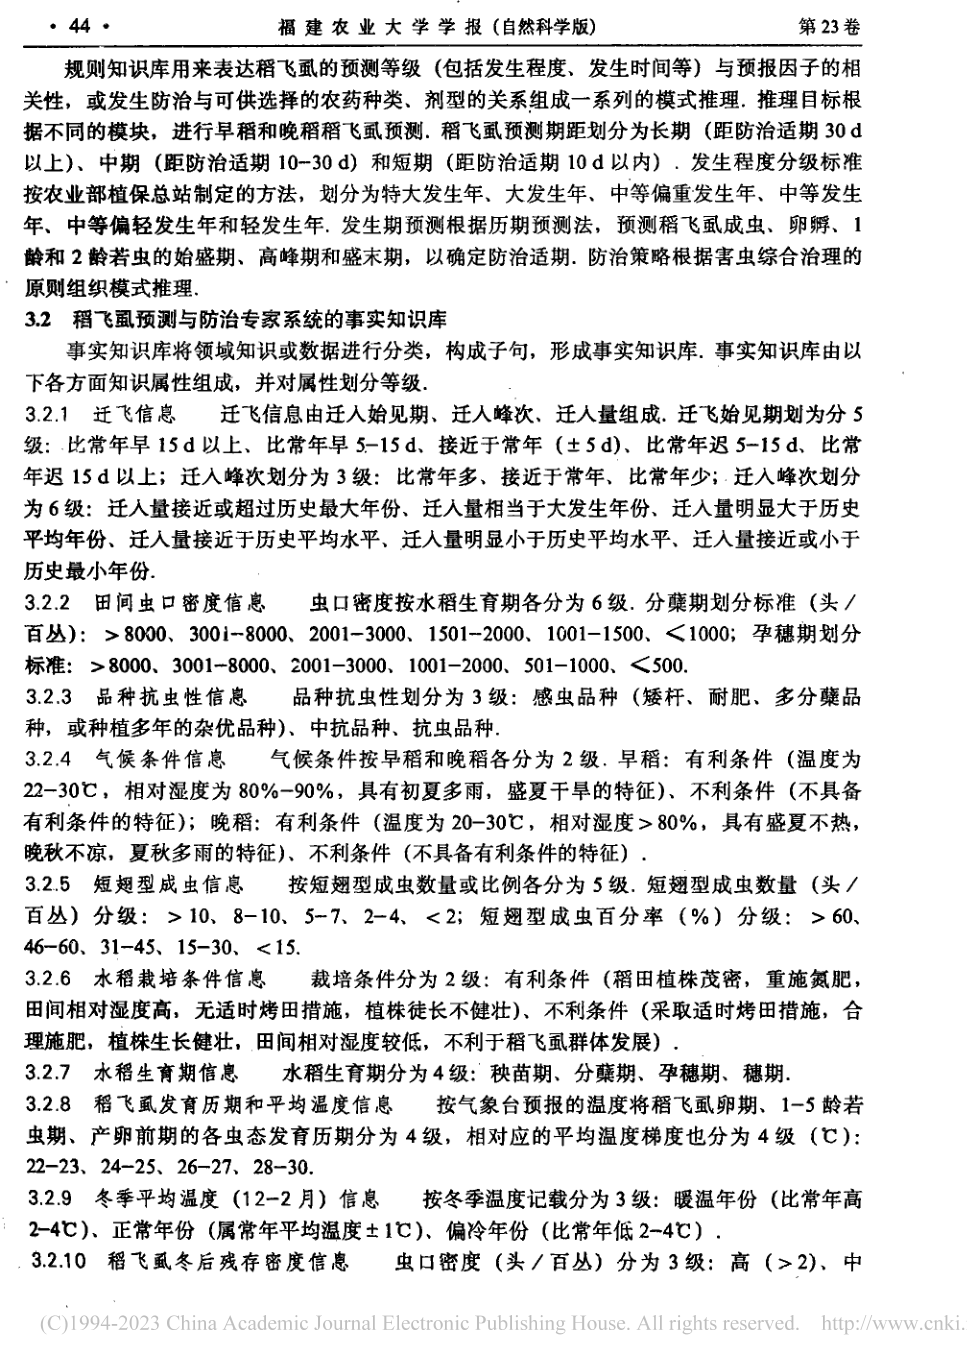 · 44 · 福建农业大学学报(自然科学版) 第23卷
规则知识库用来表达稻飞虱的预测等级（包括发生程度、发生时间等）与预报因子的相
关性，或发生防治与可供选择的农药种类、剂型的关系组成一系列的模式推理. 推理目标根
据不同的模块，进行早稻和晚稻稻飞虱预测. 稻飞虱预测期距划分为长期（距防治适期 30 d
以上）、中期（距防治适期 10-30 d）和短期（距防治适期 10 d 以内）. 发生程度分级标准
按农业部植保总站制定的方法，划分为特大发生年、大发生年、中等偏重发生年、中等发生
年、中等偏轻发生年和轻发生年. 发生期预测根据历期预测法，预测稻飞虱成虫、卵孵、1
龄和 2 龄若虫的始盛期、高峰期和盛末期，以确定防治适期. 防治策略根据害虫综合治理的
原则组织模式推理.
3.2 稻飞虱预测与防治专家系统的事实知识库
事实知识库将领域知识或数据进行分类，构成子句，形成事实知识库. 事实知识库由以
下各方面知识属性组成，并对属性划分等级.
3.2.1 迁飞信息 迁飞信息由迁入始见期、迁入峰次、迁入量组成. 迁飞始见期划为分 5
级：比常年早 15 d 以上、比常年早 5-15 d、接近于常年（±5 d）、比常年迟 5-15 d、比常
年迟 15 d 以上；迁入峰次划分为 3 级：比常年多、接近于常年、比常年少；迁入峰次划分
为 6 级：迁入量接近或超过历史最大年份、迁入量相当于大发生年份、迁入量明显大于历史
平均年份、迁入量接近于历史平均水平、迁入量明显小于历史平均水平、迁入量接近或小于
历史最小年份.
3.2.2 田间虫口密度信息 虫口密度按水稻生育期各分为 6 级. 分蘖期划分标准（头／
百丛）：＞8000、3001-8000、2001-3000、1501-2000、1001-1500、≤1000；孕穗期划分
标准：＞8000、3001-8000、2001-3000、1001-2000、501-1000、≤500.
3.2.3 品种抗虫性信息 品种抗虫性划分为 3 级：感虫品种（矮秆、耐肥、多分蘖品
种，或种植多年的杂优品种）、中抗品种、抗虫品种.
3.2.4 气候条件信息 气候条件按早稻和晚稻各分为 2 级. 早稻：有利条件（温度为
22-30℃，相对湿度为 80%-90%，具有初夏多雨，盛夏干旱的特征）、不利条件（不具备
有利条件的特征）；晚稻：有利条件（温度为 20-30℃，相对湿度＞80%，具有盛夏不热，
晚秋不凉，夏秋多雨的特征）、不利条件（不具备有利条件的特征）.
3.2.5 短翅型成虫信息 按短翅型成虫数量或比例各分为 5 级. 短翅型成虫数量（头／
百丛）分级：＞10、8-10、5-7、2-4、＜2；短翅型成虫百分率（%）分级：＞60、
46-60、31-45、15-30、＜15.
3.2.6 水稻栽培条件信息 栽培条件分为 2 级：有利条件（稻田植株茂密，重施氮肥，
田间相对湿度高，无适时烤田措施，植株徒长不健壮）、不利条件（采取适时烤田措施，合
理施肥，植株生长健壮，田间相对湿度较低，不利于稻飞虱群体发展）.
3.2.7 水稻生育期信息 水稻生育期分为 4 级：秧苗期、分蘖期、孕穗期、穗期.
3.2.8 稻飞虱发育历期和平均温度信息 按气象台预报的温度将稻飞虱卵期、1-5 龄若
虫期、产卵前期的各虫态发育历期分为 4 级，相对应的平均温度梯度也分为 4 级（℃）：
22-23、24-25、26-27、28-30.
3.2.9 冬季平均温度（12-2 月）信息 按冬季温度记载分为 3 级：暖温年份（比常年高
2-4℃）、正常年份（属常年平均温度±1℃）、偏冷年份（比常年低 2-4℃）.
3.2.10 稻飞虱冬后残存密度信息 虫口密度（头／百丛）分为 3 级：高（＞2）、中
(C)1994-2023 China Academic Journal Electronic Publishing House. All rights reserved. http://www.cnki.